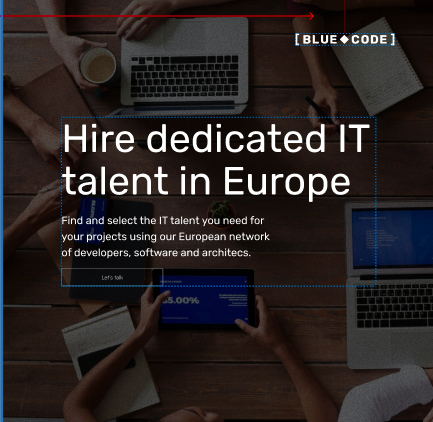 [ BLUE◆CODE ]
Hire dedicated IT
talent in Europe
Find and select the IT talent you need for
your projects using our European network
of developers, software and architecs.
Let's talk
5.00%